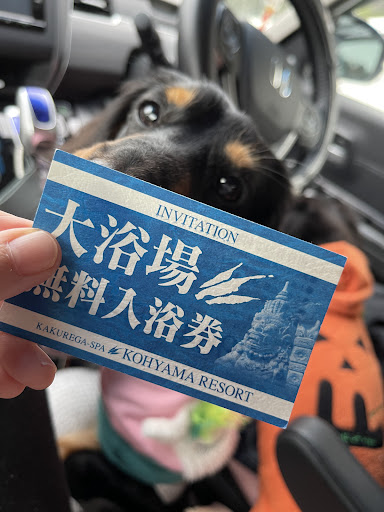 INVITATION
大浴場
無料入浴券
KAKUREGA-SPA KOHYAMA RESORT